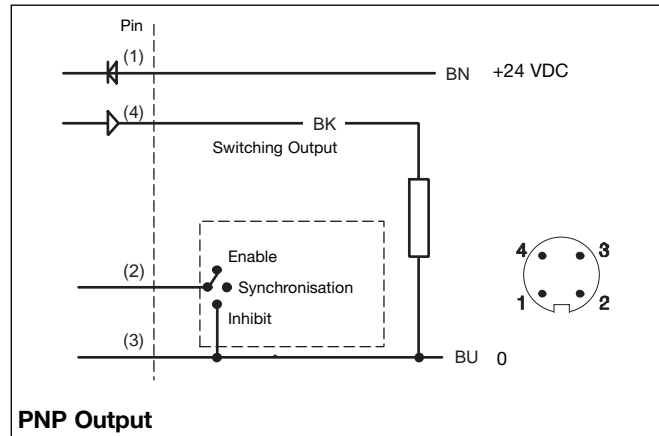 Pin
(1)
BN +24 VDC
(4)
BK
Switching Output
Enable
(2)
Synchronisation
Inhibit
(3)
BU 0
4 3
1 2
PNP Output